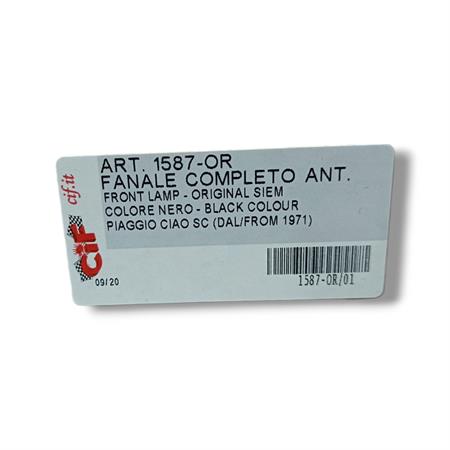 ART. 1587-OR
FANALE COMPLETO ANT.
FRONT LAMP - ORIGINAL SIEM
COLORE NERO - BLACK COLOUR
PIAGGIO CIAO SC (DAL/FROM 1971)
cif.it
CIF
09/20
1587-OR/01